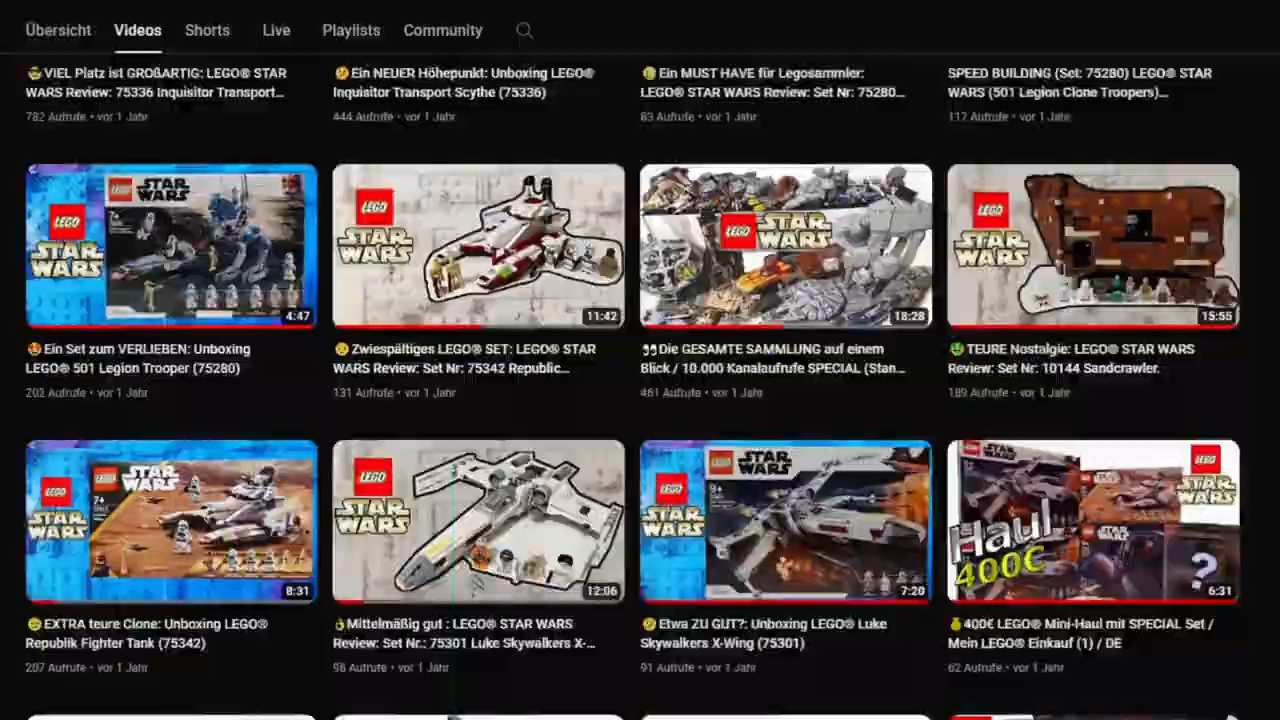 Übersicht Videos Shorts Live Playlists Community
VIEL Platz ist GROẞARTIG: LEGO® STAR
WARS Review: 75336 Inquisitor Transport...
782 Aufrufe • vor 1 Jahr
Ein NEUER Höhepunkt: Unboxing LEGO®
Inquisitor Transport Scythe (75336)
444 Aufrufe • vor 1 Jahr
Ein MUST HAVE für Legosammler:
LEGO® STAR WARS Review: Set Nr: 75280...
83 Aufrufe • vor 1 Jahr
SPEED BUILDING (Set: 75280) LEGO® STAR
WARS (501 Legion Clone Troopers)...
117 Aufrufe • vor 1 Jahr
LEGO
STAR
WARS
LEGO STAR
WARS
4:47
Ein Set zum VERLIEBEN: Unboxing
LEGO® 501 Legion Trooper (75280)
202 Aufrufe • vor 1 Jahr
LEGO
STAR
WARS
11:42
Zwiespältiges LEGO® SET: LEGO® STAR
WARS Review: Set Nr: 75342 Republic...
131 Aufrufe • vor 1 Jahr
LEGO STAR
WARS
18:28
Die GESAMTE SAMMLUNG auf einem
Blick / 10.000 Kanalaufrufe SPECIAL (Stan...
461 Aufrufe • vor 1 Jahr
LEGO
STAR
WARS
15:55
TEURE Nostalgie: LEGO® STAR WARS
Review: Set Nr: 10144 Sandcrawler.
189 Aufrufe • vor 1 Jahr
LEGO
STAR
WARS
LEGO STAR
WARS
7+
8:31
EXTRA teure Clone: Unboxing LEGO®
Republik Fighter Tank (75342)
207 Aufrufe • vor 1 Jahr
LEGO
STAR
WARS
12:06
Mittelmäßig gut : LEGO® STAR WARS
Review: Set Nr.: 75301 Luke Skywalkers X-...
98 Aufrufe • vor 1 Jahr
LEGO
STAR
WARS
LEGO STAR
WARS
9+
7:20
Etwa ZU GUT?: Unboxing LEGO® Luke
Skywalkers X-Wing (75301)
91 Aufrufe • vor 1 Jahr
LEGO
STAR
WARS
Haul
400€
?
6:31
400€ LEGO® Mini-Haul mit SPECIAL Set /
Mein LEGO® Einkauf (1) / DE
62 Aufrufe • vor 1 Jahr